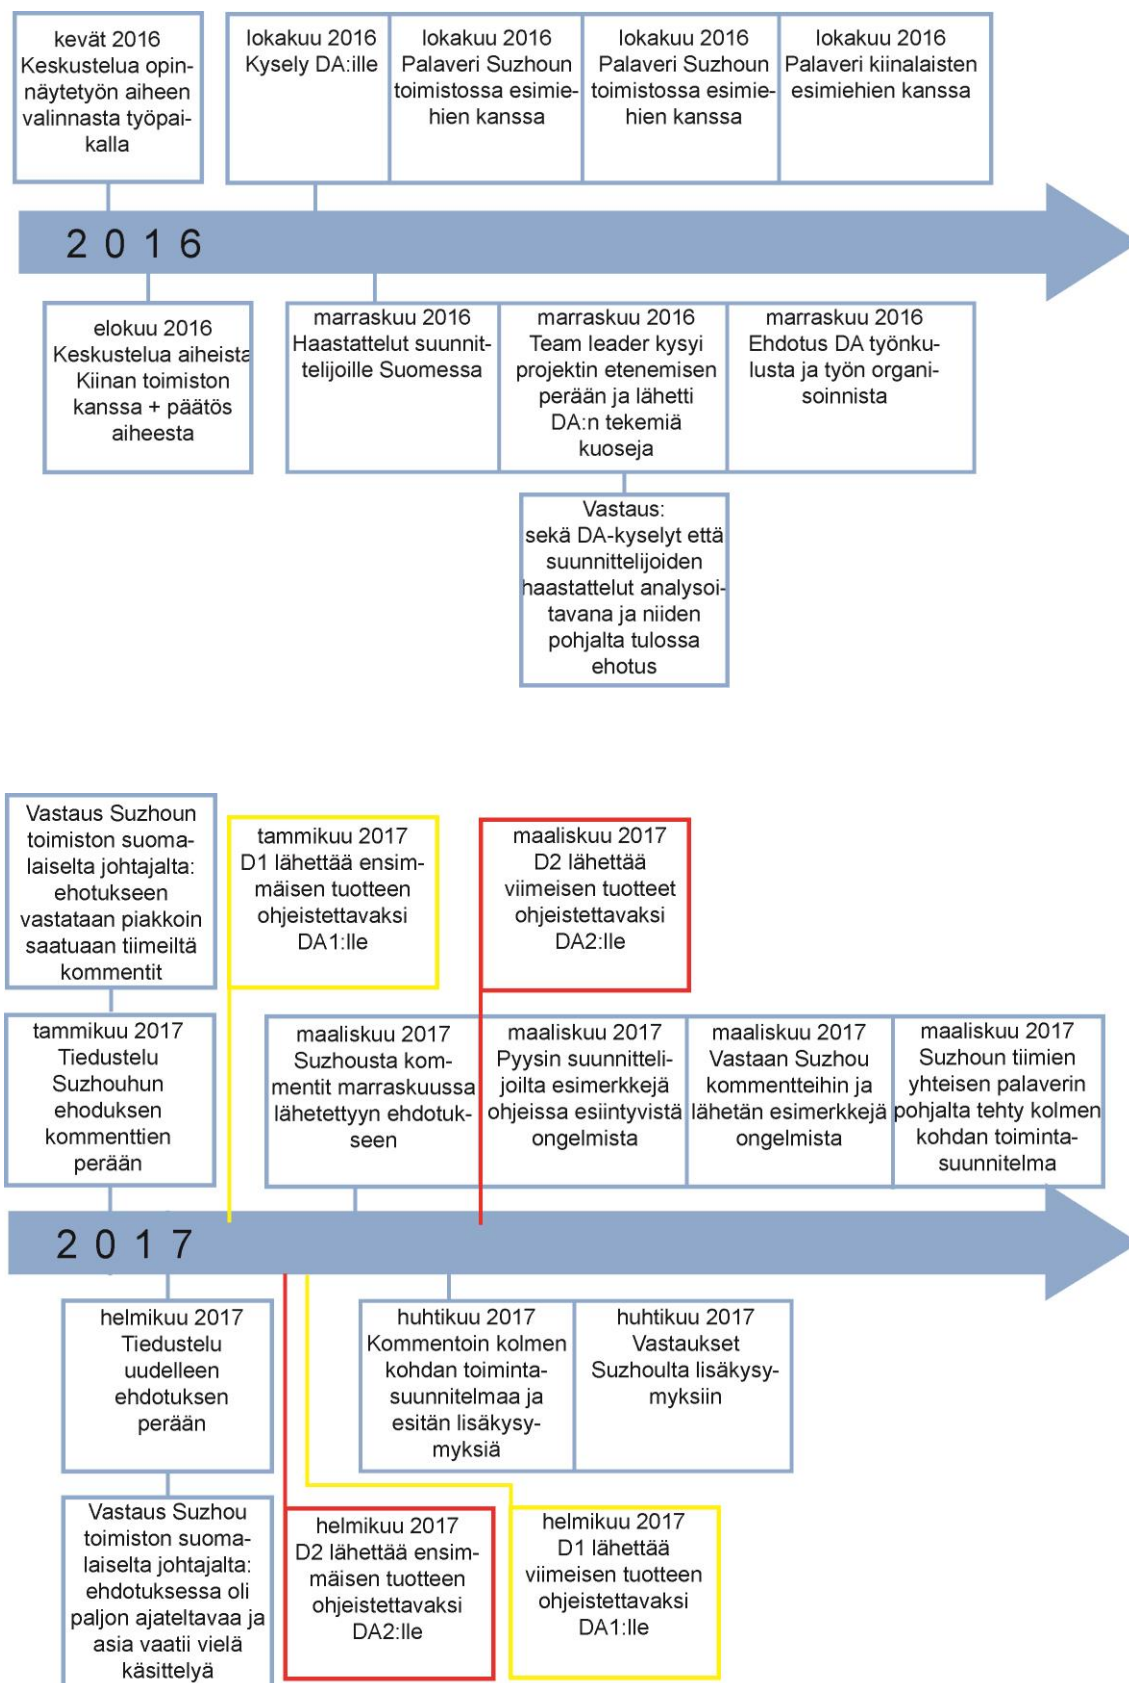 kevät 2016
Keskustelua opin-
näytetyön aiheen
valinnasta työpai-
kalla
lokakuu 2016
Kysely DA:ille
lokakuu 2016
Palaveri Suzhoun
toimistossa esimie-
hien kanssa
lokakuu 2016
Palaveri Suzhoun
toimistossa esimie-
hien kanssa
lokakuu 2016
Palaveri kiinalaisten
esimiehien kanssa
2016
elokuu 2016
Keskustelua aiheista
Kiinan toimiston
kanssa + päätös
aiheesta
marraskuu 2016
Haastattelut suunnit-
telijoille Suomessa
marraskuu 2016
Team leader kysyi
projektin etenemisen
perään ja lähetti
DA:n tekemiä
kuoseja
marraskuu 2016
Ehdotus DA työnku-
lusta ja työn organi-
soinnista
Vastaus:
sekä DA-kyselyt että
suunnittelijoiden
haastattelut analysoi-
tavana ja niiden
pohjalta tulossa
ehotus
Vastaus Suzhoun
toimiston suoma-
laiselta johtajalta:
ehotukseen
vastataan piakkoin
saatuaan tiimeiltä
kommentit
tammikuu 2017
D1 lähettää ensim-
mäisen tuotteen
ohjeistettavaksi
DA1:lle
maaliskuu 2017
D2 lähettää
viimeisen tuotteet
ohjeistettavaksi
DA2:lle
tammikuu 2017
Tiedustelu
Suzhouhun
ehoduksen
kommenttien
perään
maaliskuu 2017
Suzhousta kom-
mentit marraskuussa
lähetettyyn ehdotuk-
seen
maaliskuu 2017
Pyysin suunnitteli-
joilta esimerkkejä
ohjeissa esiintyvistä
ongelmista
maaliskuu 2017
Vastaan Suzhou
kommentteihin ja
lähetän esimerkkejä
ongelmista
maaliskuu 2017
Suzhoun tiimien
yhteisen palaverin
pohjalta tehty kolmen
kohdan toiminta-
suunnitelma
2017
helmikuu 2017
Tiedustelu
uudelleen
ehdotuksen
perään
huhtikuu 2017
Kommentoin kolmen
kohdan toiminta-
suunnitelmaa ja
esitän lisäkysy-
myksiä
huhtikuu 2017
Vastaukset
Suzhoulta lisäkysy-
myksiin
Vastaus Suzhou
toimiston suoma-
laiselta johtajalta:
ehdotuksessa oli
paljon ajateltavaa ja
asia vaatii vielä
käsittelyä
helmikuu 2017
D2 lähettää ensim-
mäisen tuotteen
ohjeistettavaksi
DA2:lle
helmikuu 2017
D1 lähettää
viimeisen tuotteen
ohjeistettavaksi
DA1:lle